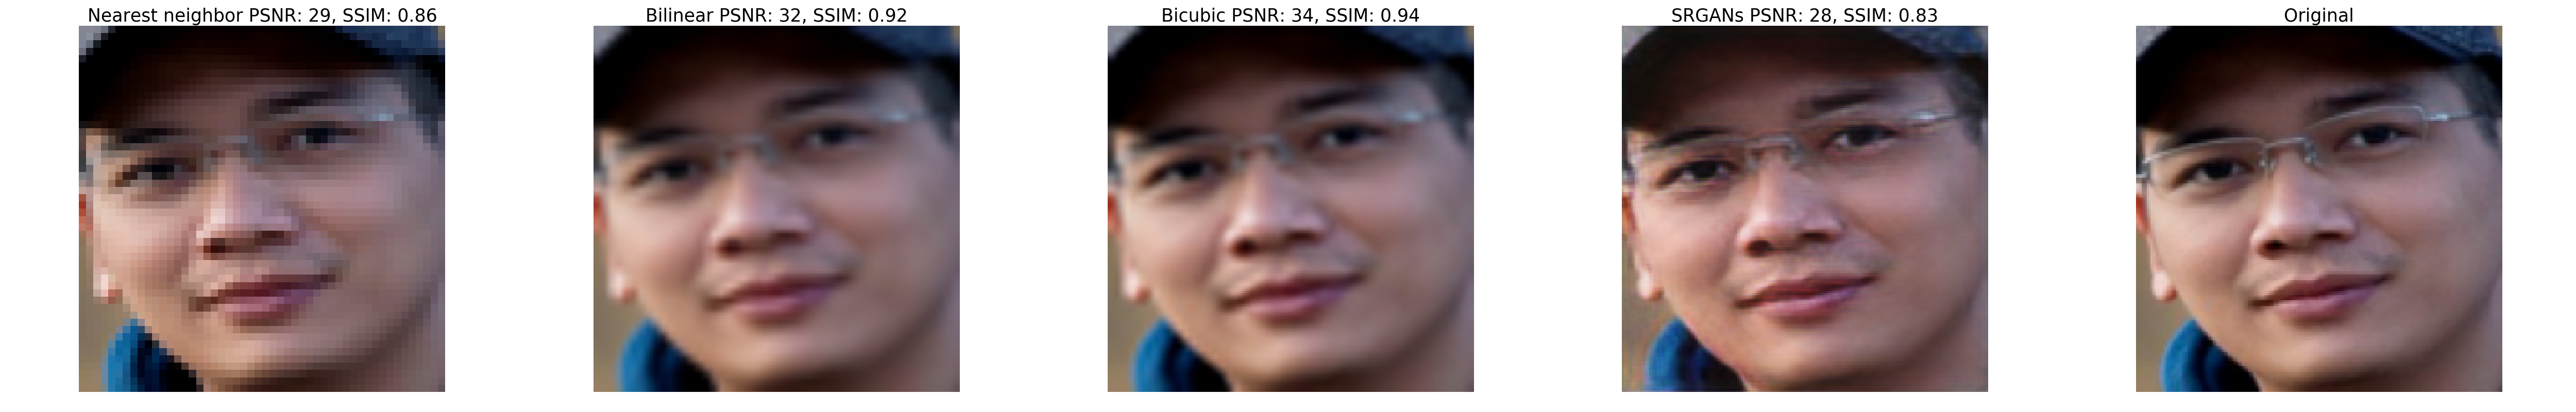 Nearest neighbor PSNR: 29, SSIM: 0.86
Bilinear PSNR: 32, SSIM: 0.92
Bicubic PSNR: 34, SSIM: 0.94
SRGANs PSNR: 28, SSIM: 0.83
Original